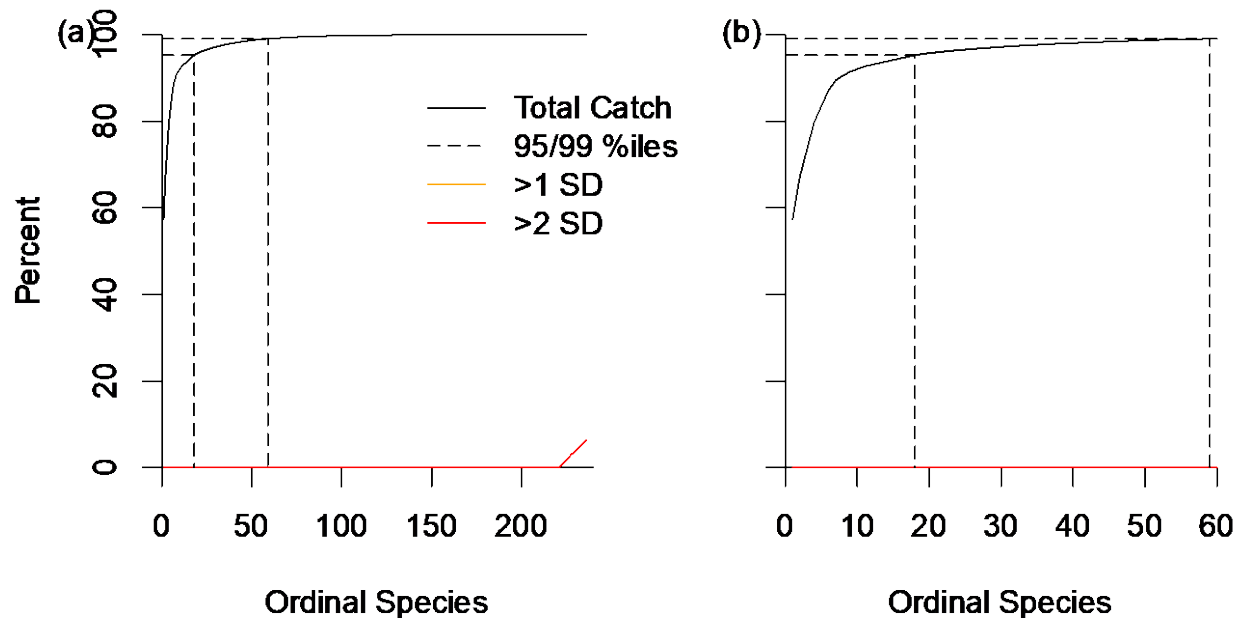 (a)
(b)
100
80
60
40
20
0
Percent
Total Catch
95/99 %iles
>1 SD
>2 SD
0 50 100 150 200
0 10 20 30 40 50 60
Ordinal Species
Ordinal Species